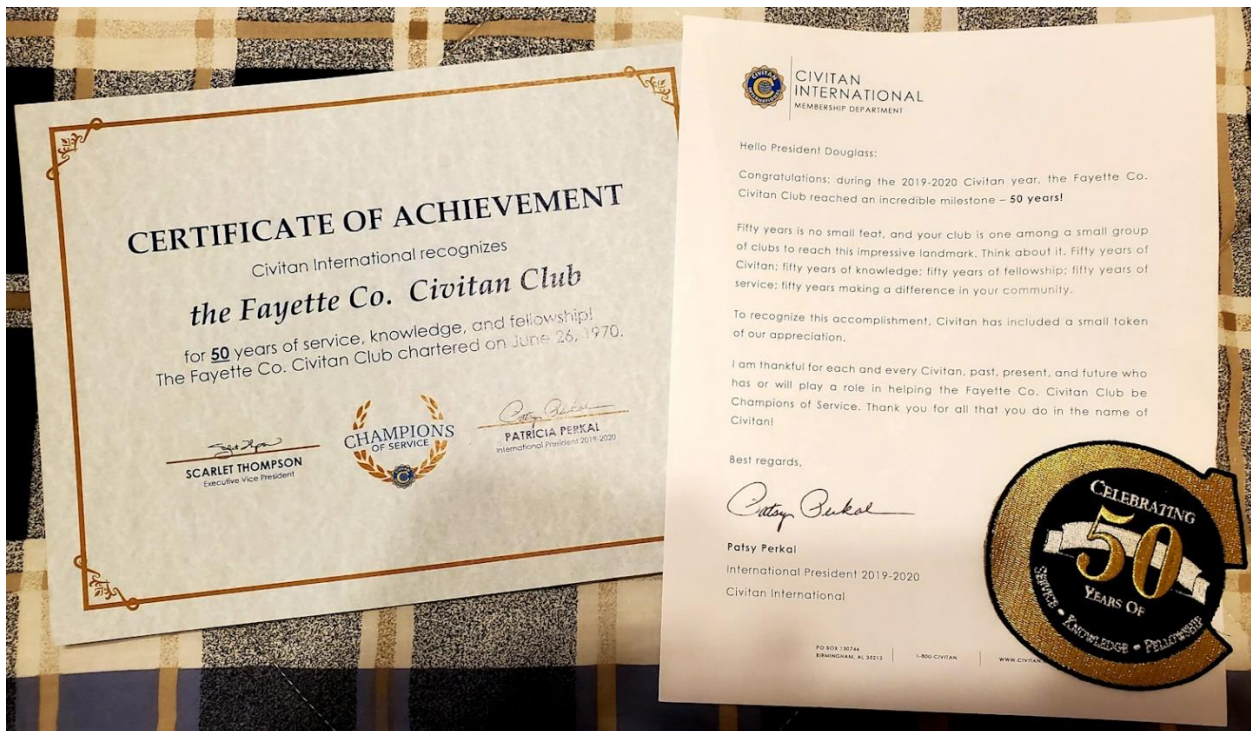 CERTIFICATE OF ACHIEVEMENT
Civitan International recognizes
the Fayette Co. Civitan Club
for 50 years of service, knowledge, and fellowship!
The Fayette Co. Civitan Club chartered on June 26, 1970.
CHAMPIONS
OF SERVICE
SCARLET THOMPSON
Executive Vice President
PATRICIA PERKAL
International President 2019-2020
CIVITAN
INTERNATIONAL
CIVITAN
INTERNATIONAL
MEMBERSHIP DEPARTMENT
Hello President Douglass:
Congratulations; during the 2019-2020 Civitan year, the Fayette Co.
Civitan Club reached an incredible milestone – 50 years!
Fifty years is no small feat, and your club is one among a small group
of clubs to reach this impressive landmark. Think about it. Fifty years of
Civitan; fifty years of knowledge; fifty years of fellowship; fifty years of
service; fifty years making a difference in your community.
To recognize this accomplishment, Civitan has included a small token
of our appreciation.
I am thankful for each and every Civitan, past, present, and future who
has or will play a role in helping the Fayette Co. Civitan Club be
Champions of Service. Thank you for all that you do in the name of
Civitan!
Best regards,
Patsy Perkal
Patsy Perkal
International President 2019-2020
Civitan International
PO BOX 130744
BIRMINGHAM, AL 35213
1-800-CIVITAN
WWW.CIVITAN
CELEBRATING
50
YEARS OF
SERVICE • KNOWLEDGE • FELLOWSHIP